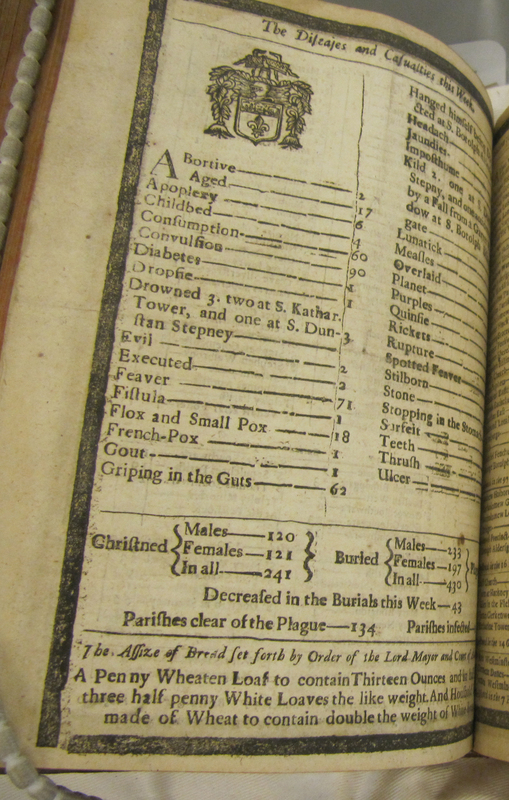 The Diſeaſes and Caſualties this Week.
Abortive 2
Aged 17
Apoplexy 6
Childbed 4
Conſumption 60
Convulſion 90
Diabetes 1
Dropſie 1
Drowned 3. two at S. Kathar.
Tower, and one at S. Dun-
ſtan Stepney 3
Evil 2
Executed 2
Feaver 71
Fiſtula 1
Flox and Small Pox 18
French-Pox 1
Gout 1
Griping in the Guts 62
Hanged himſelf
at S. Botolph
Headach
Jaundies
Impoſthume
Kild 2. one at S.
Stepney, and one
by a Fall from a
dow at S. Botolph
gate
Lunatick
Meaſles
Overlaid
Planet
Purples
Quinſie
Rickets
Rupture
Spotted Feaver
Stilborn
Stone
Stopping in the Stomach
Surfeit
Teeth
Thruſh
Ulcer
Chriſtned Males 120 Females 121 In all 241
Buried Males 233 Females 197 In all 430
Decreaſed in the Burials this Week 43
Pariſhes clear of the Plague 134 Pariſhes infected
The Aſſize of Bread ſet forth by Order of the Lord Mayor and Court of
A Penny Wheaten Loaf to contain Thirteen Ounces and
three half penny White Loaves the like weight. And
made of Wheat to contain double the weight of